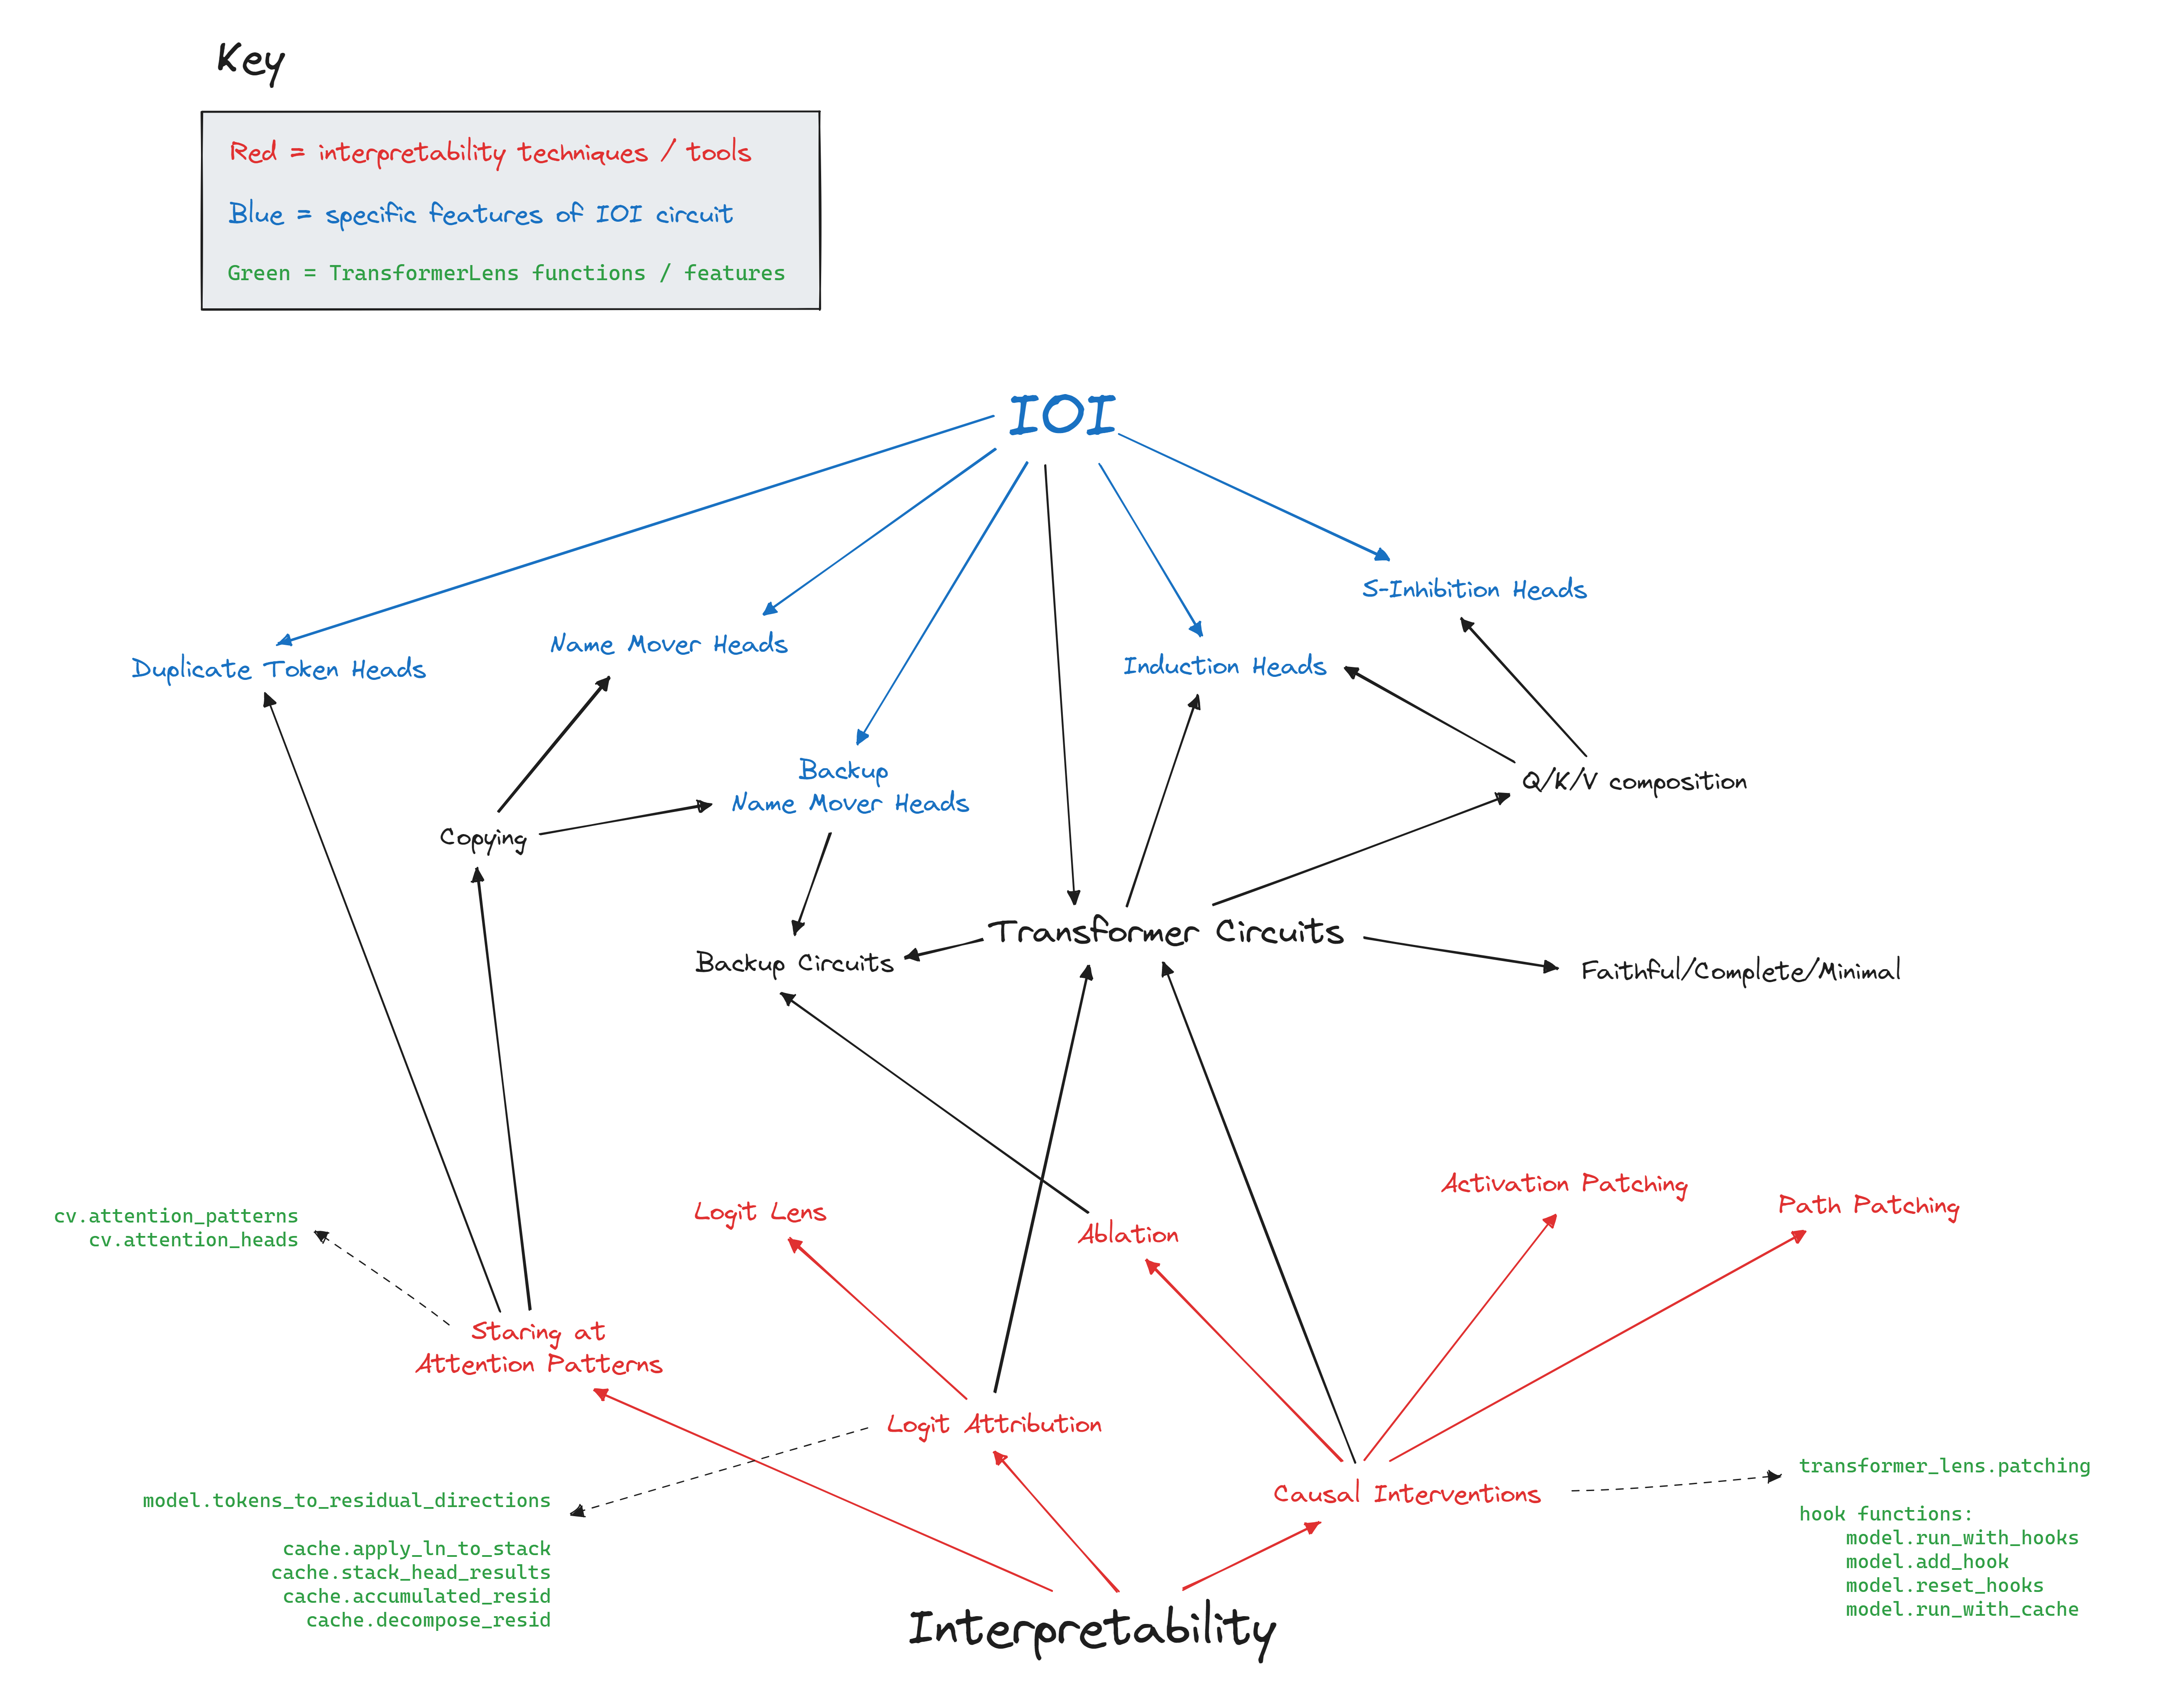 Key
Red = interpretability techniques / tools
Blue = specific features of IOI circuit
Green = TransformerLens functions / features
IOI
S-Inhibition Heads
Name Mover Heads
Duplicate Token Heads
Induction Heads
Backup
Name Mover Heads
Q/K/V composition
Copying
Transformer Circuits
Backup Circuits
Faithful/Complete/Minimal
Activation Patching
Path Patching
Logit Lens
Ablation
cv.attention_patterns
cv.attention_heads
Staring at
Attention Patterns
Logit Attribution
Causal Interventions
model.tokens_to_residual_directions
cache.apply_ln_to_stack
cache.stack_head_results
cache.accumulated_resid
cache.decompose_resid
transformer_lens.patching
hook functions:
model.run_with_hooks
model.add_hook
model.reset_hooks
model.run_with_cache
Interpretability